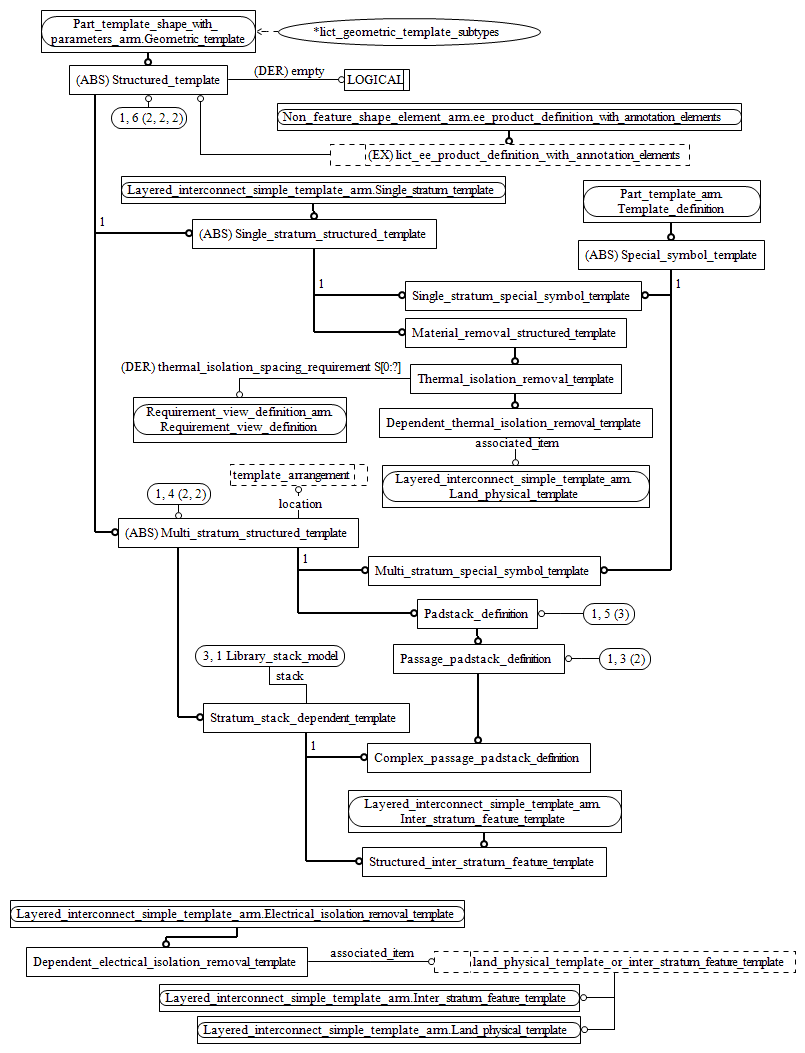 Part_template_shape_with_
parameters_arm.Geometric_template
*lict_geometric_template_subtypes
(ABS) Structured_template
(DER) empty
LOGICAL
1, 6 (2, 2, 2)
Non_feature_shape_element_arm.ee_product_definition_with_annotation_elements
(EX) lict_ee_product_definition_with_annotation_elements
Layered_interconnect_simple_template_arm.Single_stratum_template
Part_template_arm.
Template_definition
1
(ABS) Single_stratum_structured_template
(ABS) Special_symbol_template
1
1
Single_stratum_special_symbol_template
Material_removal_structured_template
(DER) thermal_isolation_spacing_requirement S[0:?]
Thermal_isolation_removal_template
Requirement_view_definition_arm.
Requirement_view_definition
Dependent_thermal_isolation_removal_template
associated_item
template_arrangement
Layered_interconnect_simple_template_arm.
Land_physical_template
1, 4 (2, 2)
location
(ABS) Multi_stratum_structured_template
1
Multi_stratum_special_symbol_template
Padstack_definition
1, 5 (3)
3, 1 Library_stack_model
Passage_padstack_definition
1, 3 (2)
stack
Stratum_stack_dependent_template
1
Complex_passage_padstack_definition
Layered_interconnect_simple_template_arm.
Inter_stratum_feature_template
Structured_inter_stratum_feature_template
Layered_interconnect_simple_template_arm.Electrical_isolation_removal_template
Dependent_electrical_isolation_removal_template
associated_item
land_physical_template_or_inter_stratum_feature_template
Layered_interconnect_simple_template_arm.Inter_stratum_feature_template
Layered_interconnect_simple_template_arm.Land_physical_template